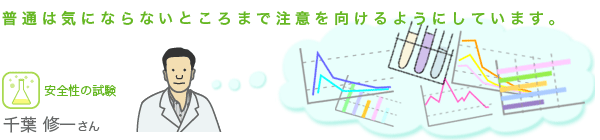 普通は気にならないところまで注意を向けるようにしています。
安全性の試験
千葉 修一さん